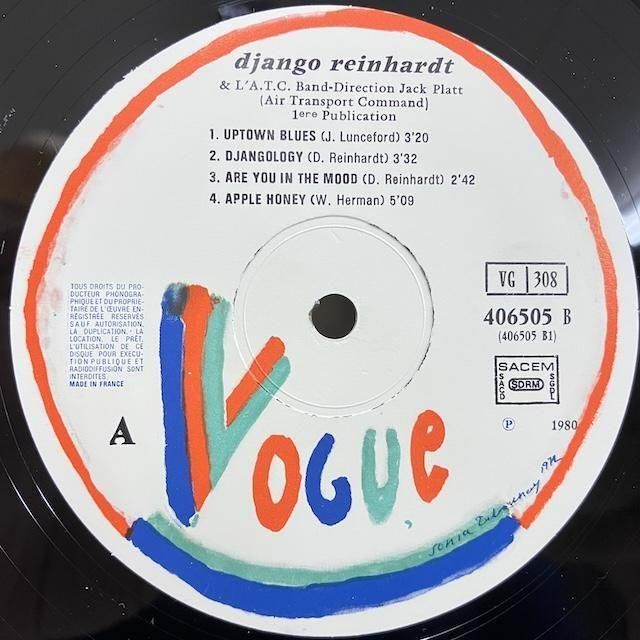 django reinhardt
& L'A.T.C. Band-Direction Jack Platt
(Air Transport Command)
1ere Publication
1. UPTOWN BLUES (J. Lunceford) 3'20
2. DJANGOLOGY (D. Reinhardt) 3'32
3. ARE YOU IN THE MOOD (D. Reinhardt) 2'42
4. APPLE HONEY (W. Herman) 5'09
TOUS DROITS DU PRO-
DUCTEUR PHONOGRA-
PHIQUE ET DU PROPRIE-
TAIRE DE L'ŒUVRE EN-
RÉGISTRÉE RESERVES
SAUF AUTORISATION,
LA DUPLICATION, LA
LOCATION, LE PRÊT,
L'UTILISATION DE CE
DISQUE POUR EXECU-
TION PUBLIQUE ET
RADIODIFFUSION SONT
INTERDITES.
MADE IN FRANCE
VG 308
406505 B
(406505 B1)
SACEM
SACD SDRM SGDL
℗ 1980
A
VOGUE
sonia Delaunay